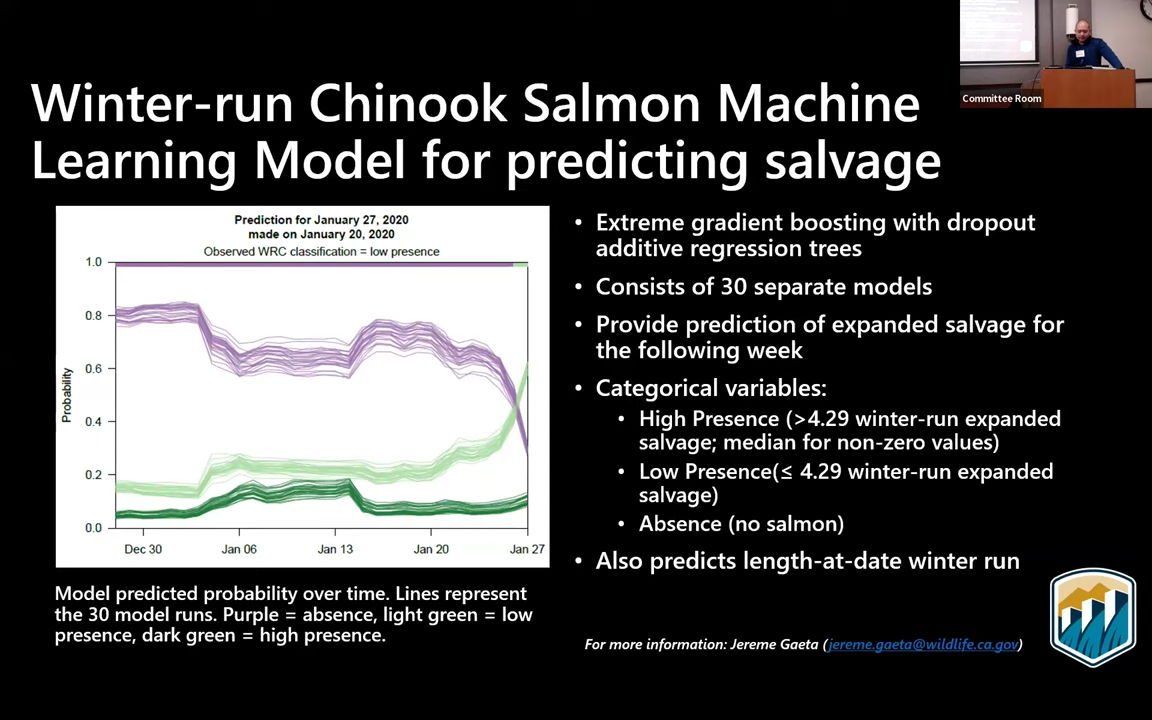 Winter-run Chinook Salmon Machine
Learning Model for predicting salvage
Committee Room
Prediction for January 27, 2020
made on January 20, 2020
Observed WRC classification = low presence
1.0
0.8
0.6
0.4
0.2
0.0
Probability
Dec 30
Jan 06
Jan 13
Jan 20
Jan 27
Model predicted probability over time. Lines represent
the 30 model runs. Purple = absence, light green = low
presence, dark green = high presence.
• Extreme gradient boosting with dropout
additive regression trees
• Consists of 30 separate models
• Provide prediction of expanded salvage for
the following week
• Categorical variables:
• High Presence (>4.29 winter-run expanded
salvage; median for non-zero values)
• Low Presence(≤ 4.29 winter-run expanded
salvage)
• Absence (no salmon)
• Also predicts length-at-date winter run
For more information: Jereme Gaeta (jereme.gaeta@wildlife.ca.gov)